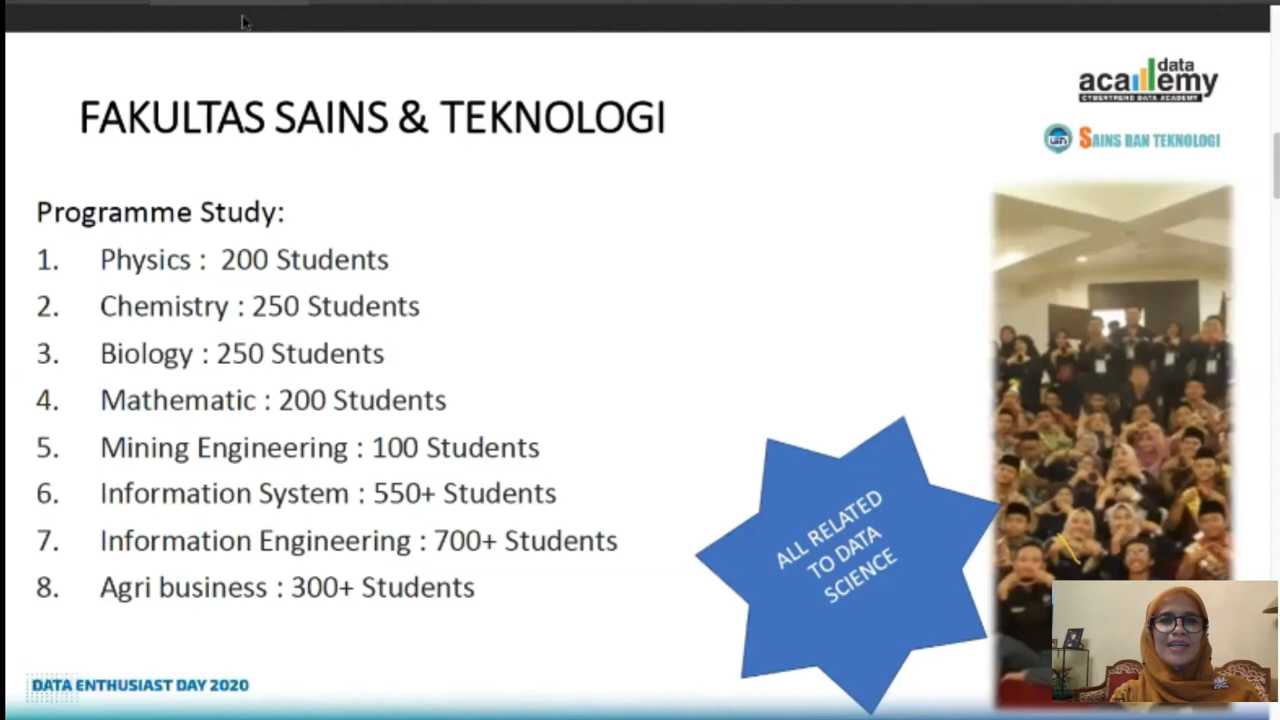 data
academy
CYBERTREND DATA ACADEMY
FAKULTAS SAINS & TEKNOLOGI
uin SAINS DAN TEKNOLOGI
Programme Study:
1. Physics : 200 Students
2. Chemistry : 250 Students
3. Biology : 250 Students
4. Mathematic : 200 Students
5. Mining Engineering : 100 Students
6. Information System : 550+ Students
7. Information Engineering : 700+ Students
8. Agri business : 300+ Students
ALL RELATED
TO DATA
SCIENCE
DATA ENTHUSIAST DAY 2020